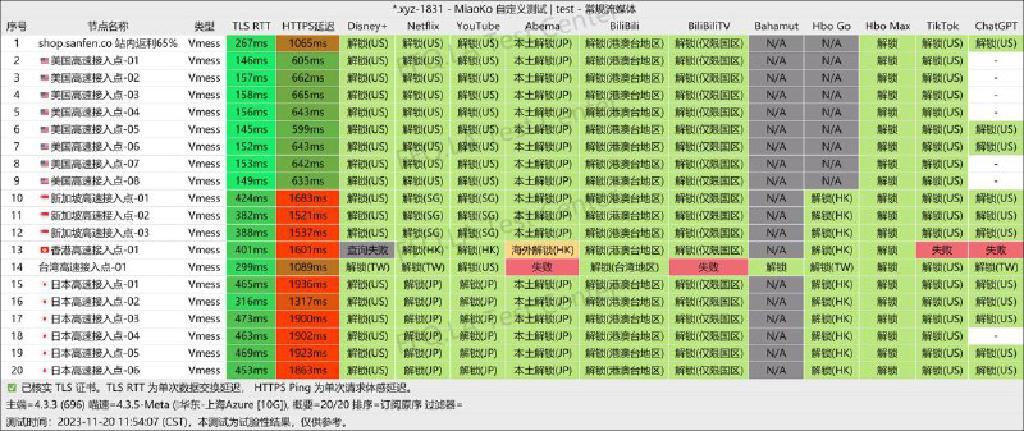 *.xyz-1831 - MiaoKo 自定义测试 | test - 常规流媒体
序号 节点名称 类型 TLS RTT HTTPS延迟 Disney+ Netflix YouTube Abema BiliBili BiliBiliTV Bahamut Hbo Go Hbo Max TikTok ChatGPT
1 shop.sanfen.co 站内返利65% Vmess 267ms 1065ms 解锁(US) 解锁(US) 解锁(US) 本土解锁(JP) 解锁(港澳台地区) 解锁(仅限国区) N/A N/A 解锁 解锁(US) 解锁(US)
2 美国高速接入点-01 Vmess 146ms 605ms 解锁(US) 解锁(US) 解锁(US) 本土解锁(JP) 解锁(港澳台地区) 解锁(仅限国区) N/A N/A 解锁 解锁(US) -
3 美国高速接入点-02 Vmess 157ms 662ms 解锁(US) 解锁(US) 解锁(US) 本土解锁(JP) 解锁(港澳台地区) 解锁(仅限国区) N/A N/A 解锁 解锁(US) -
4 美国高速接入点-03 Vmess 158ms 665ms 解锁(US) 解锁(US) 解锁(US) 本土解锁(JP) 解锁(港澳台地区) 解锁(仅限国区) N/A N/A 解锁 解锁(US) -
5 美国高速接入点-04 Vmess 156ms 643ms 解锁(US) 解锁(US) 解锁(US) 本土解锁(JP) 解锁(港澳台地区) 解锁(仅限国区) N/A N/A 解锁 解锁(US) -
6 美国高速接入点-05 Vmess 145ms 599ms 解锁(US) 解锁(US) 解锁(US) 本土解锁(JP) 解锁(港澳台地区) 解锁(仅限国区) N/A N/A 解锁 解锁(US) 解锁(US)
7 美国高速接入点-06 Vmess 152ms 643ms 解锁(US) 解锁(US) 解锁(US) 本土解锁(JP) 解锁(港澳台地区) 解锁(仅限国区) N/A N/A 解锁 解锁(US) 解锁(US)
8 美国高速接入点-07 Vmess 153ms 642ms 解锁(US) 解锁(US) 解锁(US) 本土解锁(JP) 解锁(港澳台地区) 解锁(仅限国区) N/A N/A 解锁 解锁(US) -
9 美国高速接入点-08 Vmess 149ms 633ms 解锁(US) 解锁(US) 解锁(US) 本土解锁(JP) 解锁(港澳台地区) 解锁(仅限国区) N/A N/A 解锁 解锁(US) -
10 新加坡高速接入点-01 Vmess 424ms 1683ms 解锁(US) 解锁(SG) 解锁(SG) 本土解锁(JP) 解锁(港澳台地区) 解锁(仅限国区) N/A 解锁(HK) 解锁 解锁(US) 解锁(US)
11 新加坡高速接入点-02 Vmess 382ms 1521ms 解锁(US) 解锁(SG) 解锁(SG) 本土解锁(JP) 解锁(港澳台地区) 解锁(仅限国区) N/A 解锁(HK) 解锁 解锁(US) 解锁(US)
12 新加坡高速接入点-03 Vmess 388ms 1537ms 解锁(US) 解锁(SG) 解锁(SG) 本土解锁(JP) 解锁(港澳台地区) 解锁(仅限国区) N/A 解锁(HK) 解锁 解锁(US) 解锁(US)
13 香港高速接入点-01 Vmess 401ms 1601ms 查询失败 解锁(HK) 解锁(HK) 海外解锁(HK) 解锁(港澳台地区) 解锁(仅限国区) N/A 解锁(HK) 解锁 失败 失败
14 台湾高速接入点-01 Vmess 299ms 1089ms 解锁(TW) 解锁(TW) 解锁(US) 失败 解锁(台湾地区) 失败 解锁 解锁(TW) 解锁 解锁(TW) 解锁(TW)
15 日本高速接入点-01 Vmess 465ms 1936ms 解锁(US) 解锁(JP) 解锁(JP) 本土解锁(JP) 解锁(港澳台地区) 解锁(仅限国区) N/A 解锁(HK) 解锁 解锁(US) 解锁(US)
16 日本高速接入点-02 Vmess 316ms 1317ms 解锁(US) 解锁(JP) 解锁(JP) 本土解锁(JP) 解锁(港澳台地区) 解锁(仅限国区) N/A 解锁(HK) 解锁 解锁(US) 解锁(US)
17 日本高速接入点-03 Vmess 473ms 1900ms 解锁(US) 解锁(JP) 解锁(JP) 本土解锁(JP) 解锁(港澳台地区) 解锁(仅限国区) N/A 解锁(HK) 解锁 解锁(US) 解锁(US)
18 日本高速接入点-04 Vmess 463ms 1902ms 解锁(US) 解锁(JP) 解锁(JP) 本土解锁(JP) 解锁(港澳台地区) 解锁(仅限国区) N/A 解锁(HK) 解锁 解锁(US) -
19 日本高速接入点-05 Vmess 469ms 1923ms 解锁(US) 解锁(JP) 解锁(JP) 本土解锁(JP) 解锁(港澳台地区) 解锁(仅限国区) N/A 解锁(HK) 解锁 解锁(US) 解锁(US)
20 日本高速接入点-06 Vmess 453ms 1863ms 解锁(US) 解锁(JP) 解锁(JP) 本土解锁(JP) 解锁(港澳台地区) 解锁(仅限国区) N/A 解锁(HK) 解锁 解锁(US) 解锁(US)
已核实 TLS 证书。TLS RTT 为单次数据交换延迟, HTTPS Ping 为单次请求体感延迟。
主端=4.3.3 (696) 喵速=4.3.5-Meta (华东-上海Azure [10G]), 概要=20/20 排序=订阅原序 过滤器=
测试时间：2023-11-20 11:54:07 (CST)。本测试为试验性结果，仅供参考。